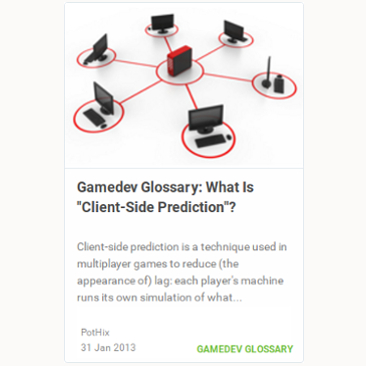 Gamedev Glossary: What Is
"Client-Side Prediction"?
Client-side prediction is a technique used in
multiplayer games to reduce (the
appearance of) lag: each player's machine
runs its own simulation of what...
PotHix
31 Jan 2013
GAMEDEV GLOSSARY